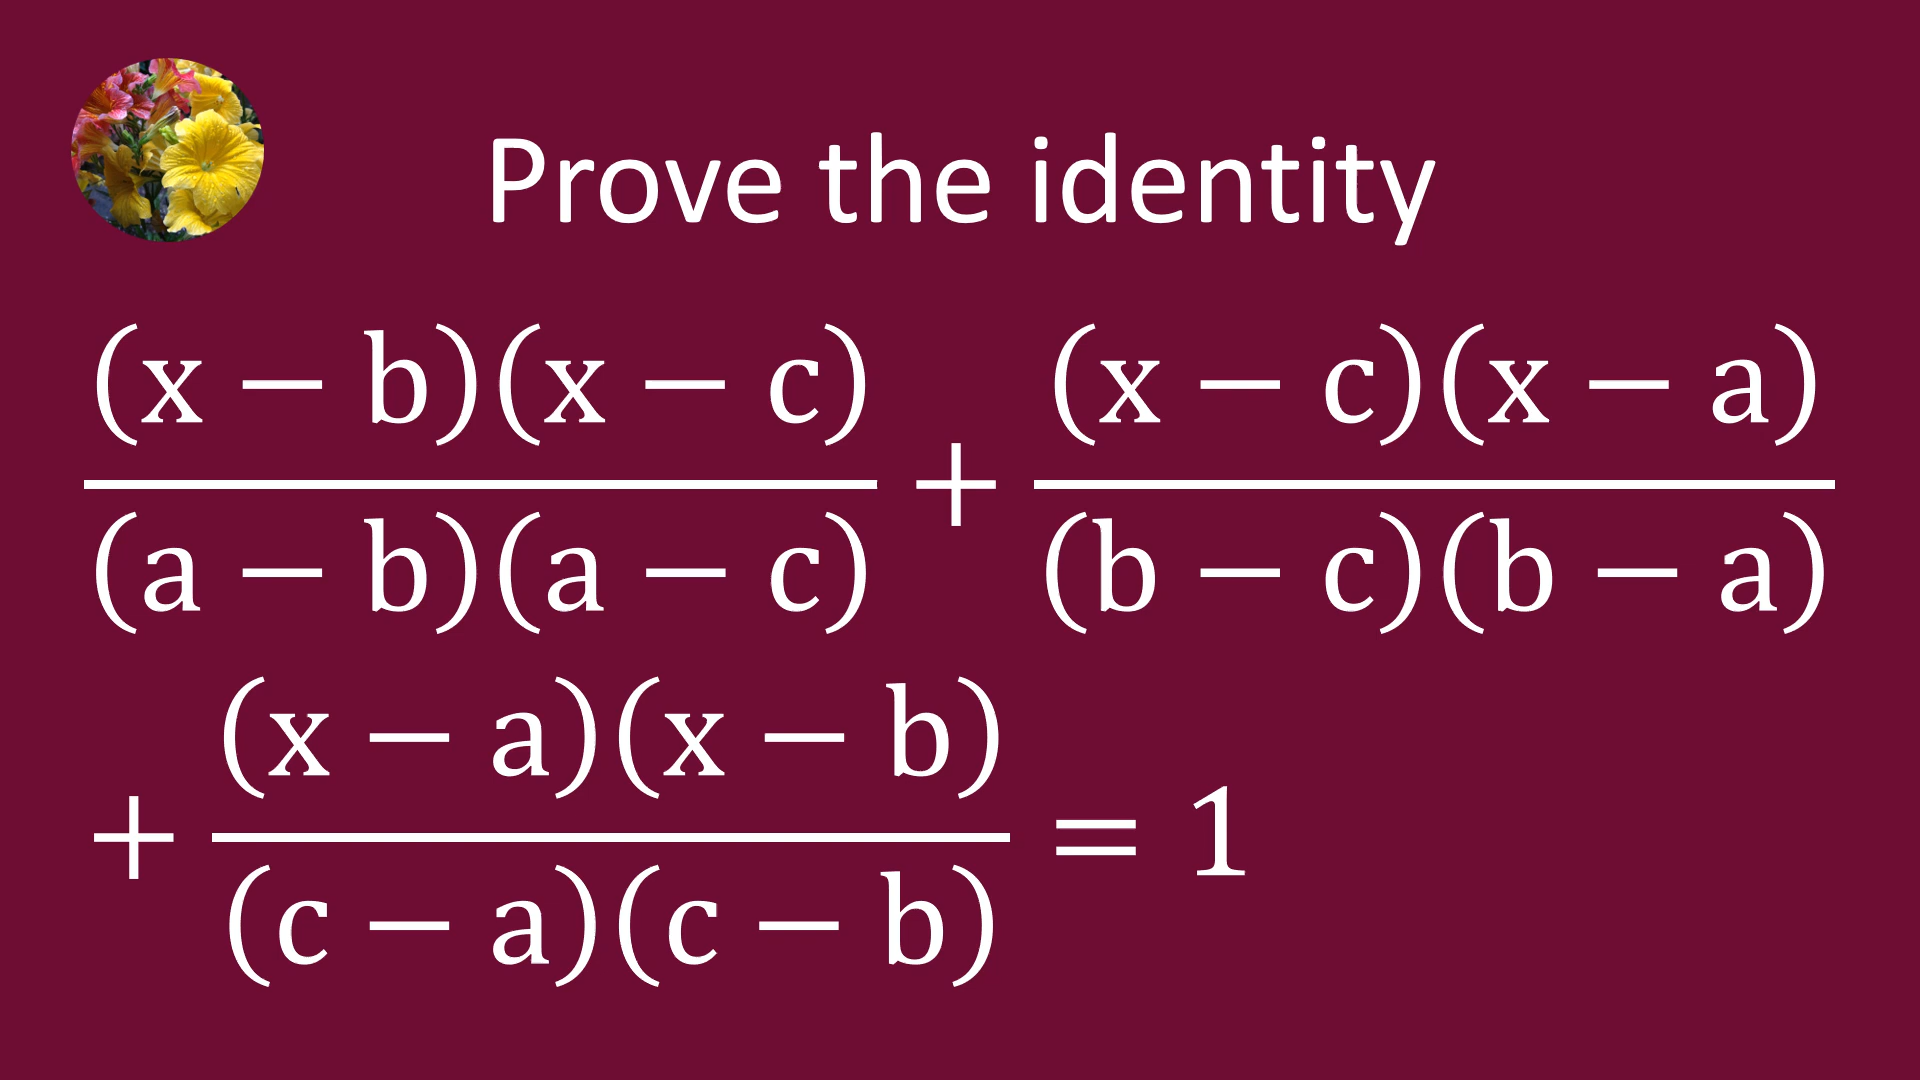 Prove the identity
(x − b)(x − c)/(a − b)(a − c) + (x − c)(x − a)/(b − c)(b − a)
+ (x − a)(x − b)/(c − a)(c − b) = 1